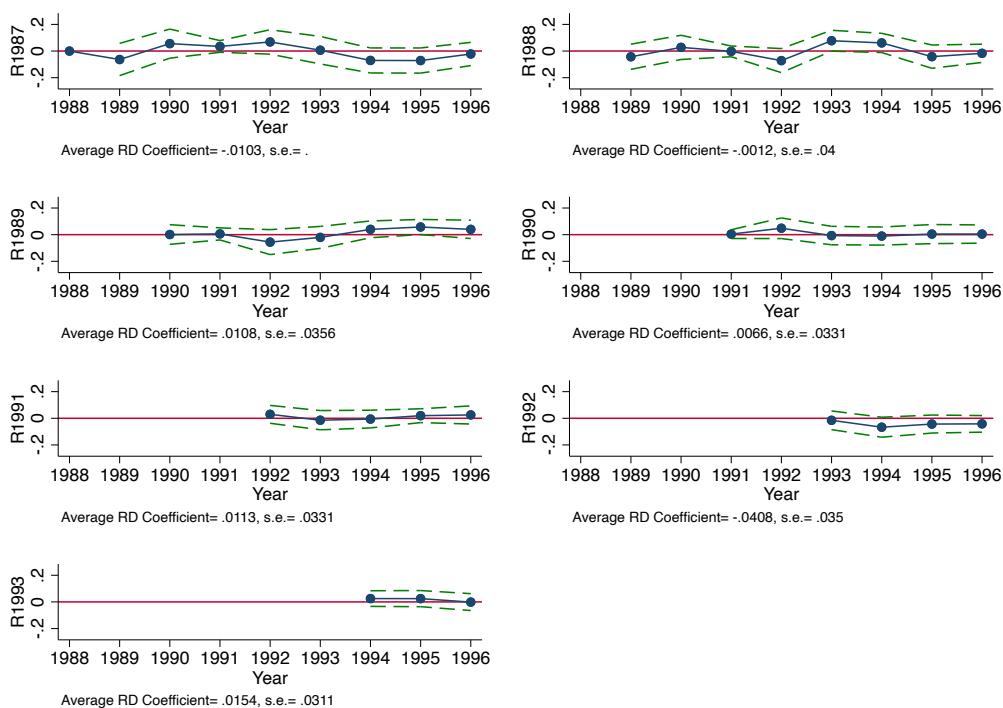 R1987
.2
0
-.2
1988 1989 1990 1991 1992 1993 1994 1995 1996
Year
Average RD Coefficient= -.0103, s.e.= .
R1988
.2
0
-.2
1988 1989 1990 1991 1992 1993 1994 1995 1996
Year
Average RD Coefficient= -.0012, s.e.= .04
R1989
.2
0
-.2
1988 1989 1990 1991 1992 1993 1994 1995 1996
Year
Average RD Coefficient= .0108, s.e.= .0356
R1990
.2
0
-.2
1988 1989 1990 1991 1992 1993 1994 1995 1996
Year
Average RD Coefficient= .0066, s.e.= .0331
R1991
.2
0
-.2
1988 1989 1990 1991 1992 1993 1994 1995 1996
Year
Average RD Coefficient= .0113, s.e.= .0331
R1992
.2
0
-.2
1988 1989 1990 1991 1992 1993 1994 1995 1996
Year
Average RD Coefficient= -.0408, s.e.= .035
R1993
.2
0
-.2
1988 1989 1990 1991 1992 1993 1994 1995 1996
Year
Average RD Coefficient= .0154, s.e.= .0311